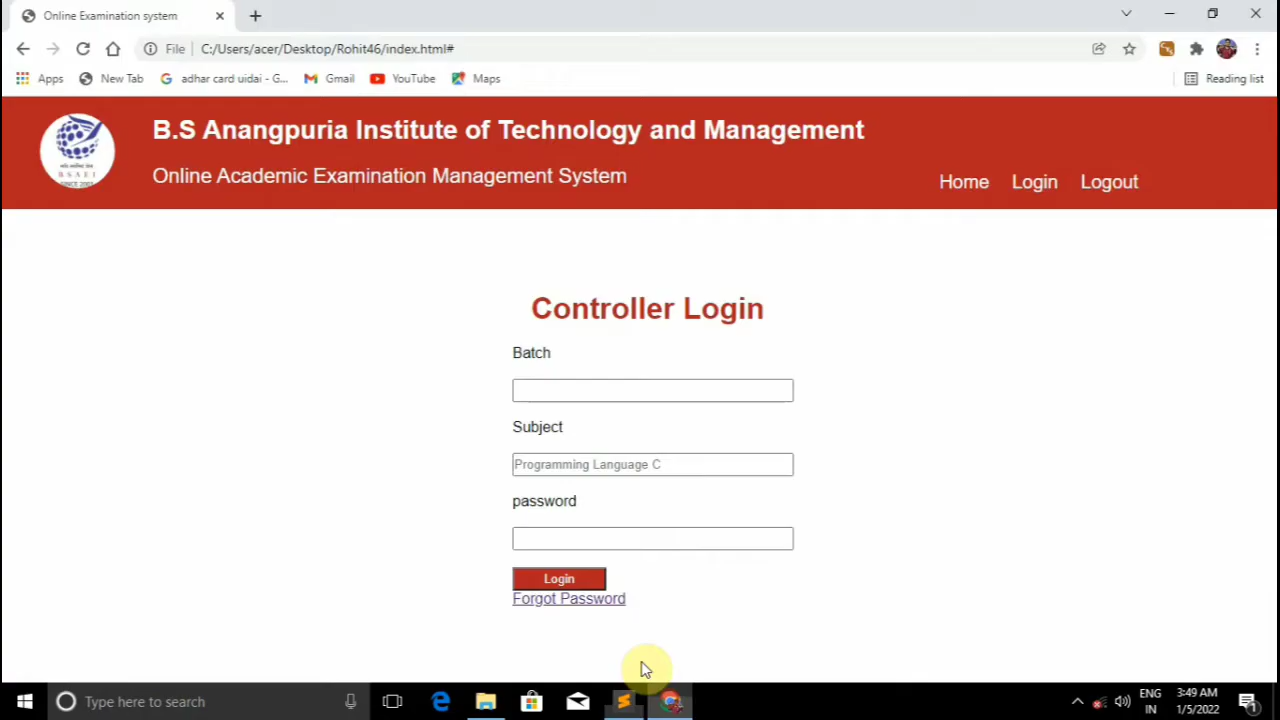 Online Examination system
File
C:/Users/acer/Desktop/Rohit46/index.html#
Apps
New Tab
adhar card uidai - G...
Gmail
YouTube
Maps
Reading list
B.S Anangpuria Institute of Technology and Management
Online Academic Examination Management System
Home Login Logout
B S A E I
SINCE 2002
Controller Login
Batch
Subject
Programming Language C
password
Login
Forgot Password
Type here to search
ENG
IN
3:49 AM
1/5/2022
1